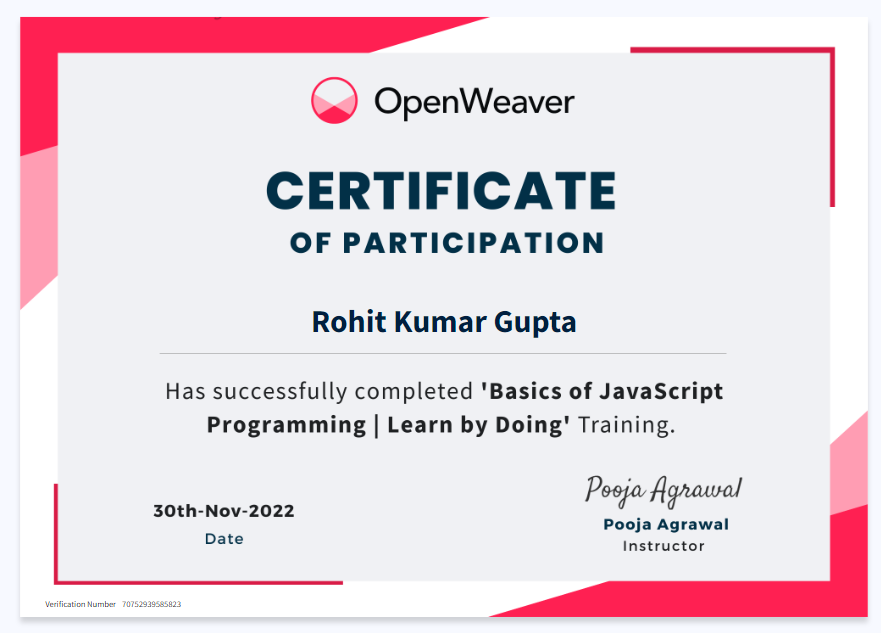 OpenWeaver
CERTIFICATE
OF PARTICIPATION
Rohit Kumar Gupta
Has successfully completed 'Basics of JavaScript
Programming | Learn by Doing' Training.
30th-Nov-2022
Date
Pooja Agrawal
Pooja Agrawal
Instructor
Verification Number 70752939585823